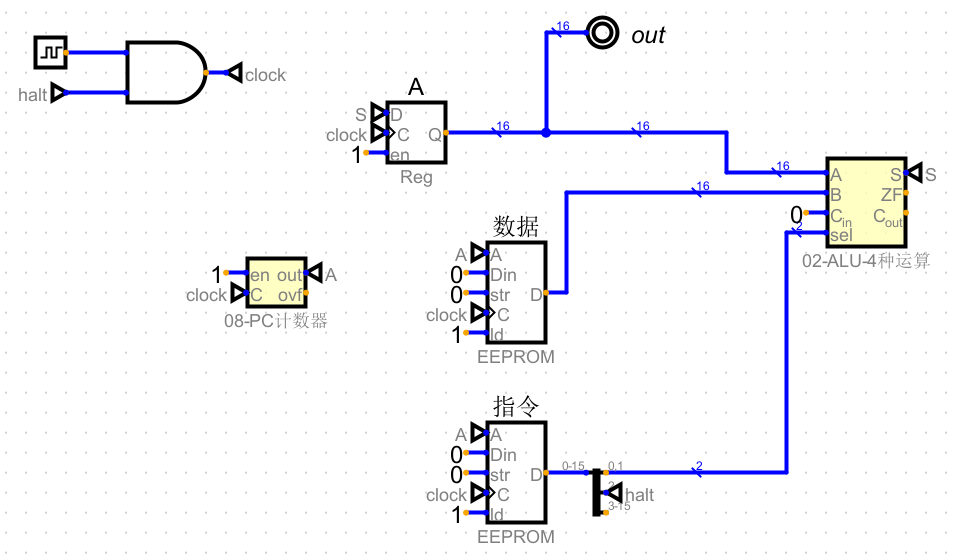 16
out
clock
halt
A
S
D
clock
C
Q
16
16
1
en
Reg
16
A
S
S
16
B
ZF
0
Cin
Cout
2
sel
02-ALU-4种运算
数据
A
A
0
Din
0
str
D
clock
C
1
ld
EEPROM
1
en
out
A
clock
C
ovf
08-PC计数器
指令
A
A
0
Din
0
str
D
0-15
0,1
2
clock
C
2
halt
3-15
1
ld
EEPROM